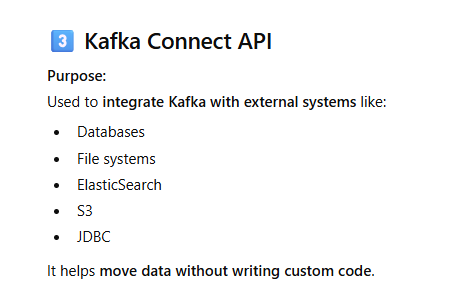 3 Kafka Connect API
Purpose:
Used to integrate Kafka with external systems like:
• Databases
• File systems
• ElasticSearch
• S3
• JDBC
It helps move data without writing custom code.